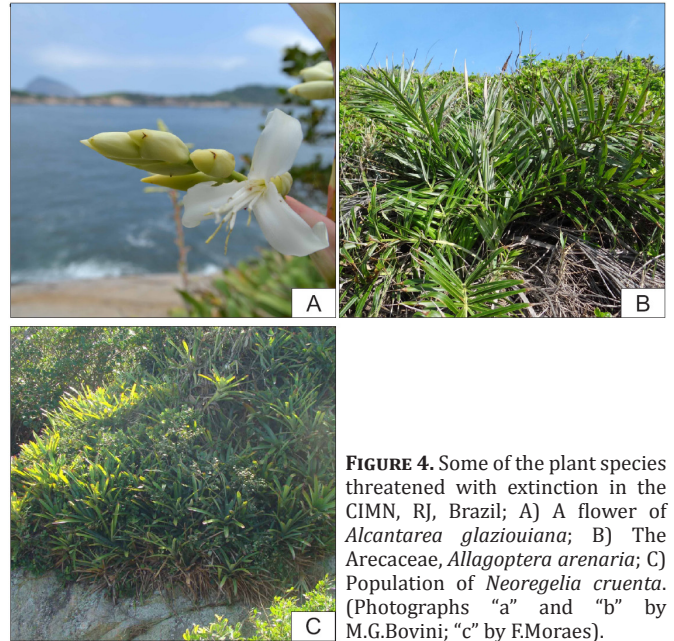 A
B
C
FIGURE 4. Some of the plant species
threatened with extinction in the
CIMN, RJ, Brazil; A) A flower of
Alcantarea glaziouiana; B) The
Arecaceae, Allagoptera arenaria; C)
Population of Neoregelia cruenta.
(Photographs “a” and “b” by
M.G.Bovini; “c” by F.Moraes).